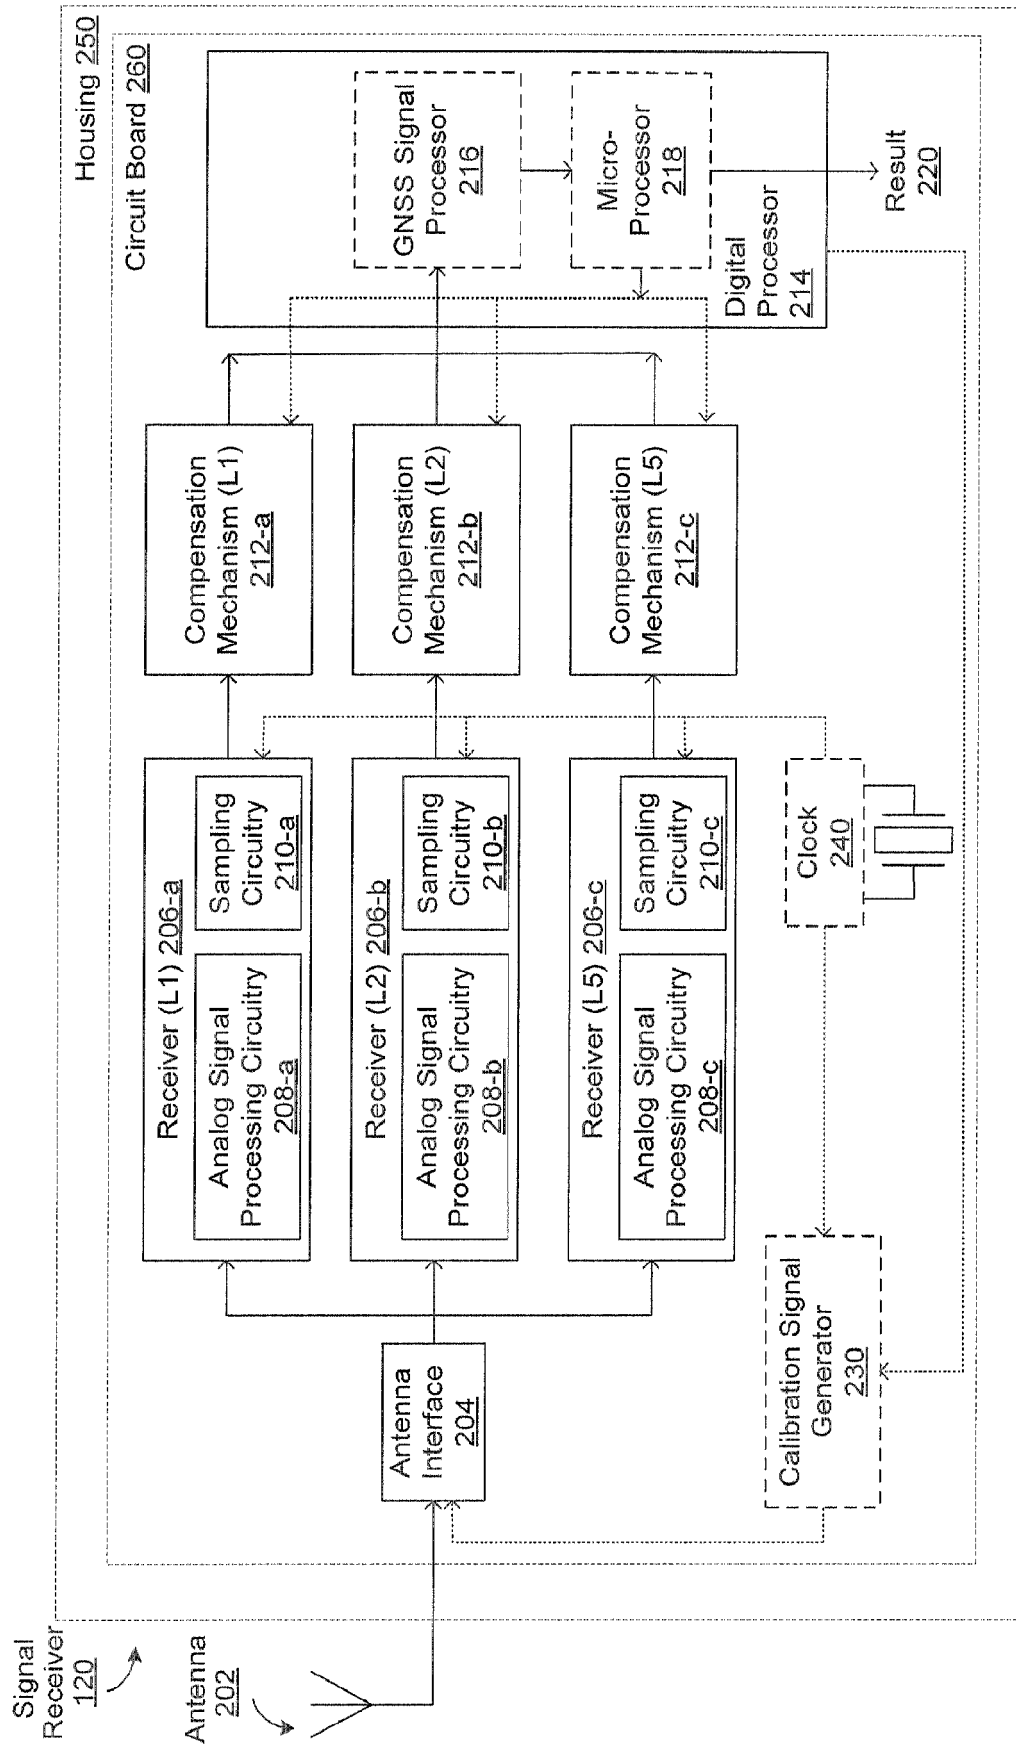 Signal
Receiver
120
Antenna
202
Housing 250
Circuit Board 260
Antenna
Interface
204
Receiver (L1) 206-a
Analog Signal
Processing Circuitry
208-a
Sampling
Circuitry
210-a
Receiver (L2) 206-b
Analog Signal
Processing Circuitry
208-b
Sampling
Circuitry
210-b
Receiver (L5) 206-c
Analog Signal
Processing Circuitry
208-c
Sampling
Circuitry
210-c
Compensation
Mechanism (L1)
212-a
Compensation
Mechanism (L2)
212-b
Compensation
Mechanism (L5)
212-c
GNSS Signal
Processor
216
Micro-
Processor
218
Digital
Processor
214
Result
220
Clock
240
Calibration Signal
Generator
230